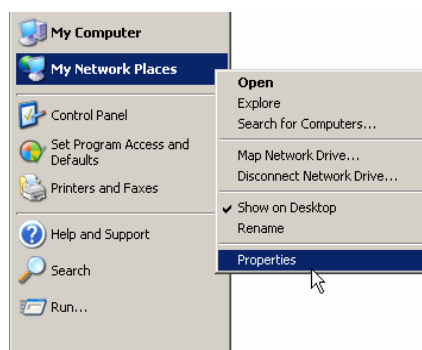 My Computer
My Network Places
Control Panel
Set Program Access and
Defaults
Printers and Faxes
Help and Support
Search
Run...
Open
Explore
Search for Computers...
Map Network Drive...
Disconnect Network Drive...
Show on Desktop
Rename
Properties